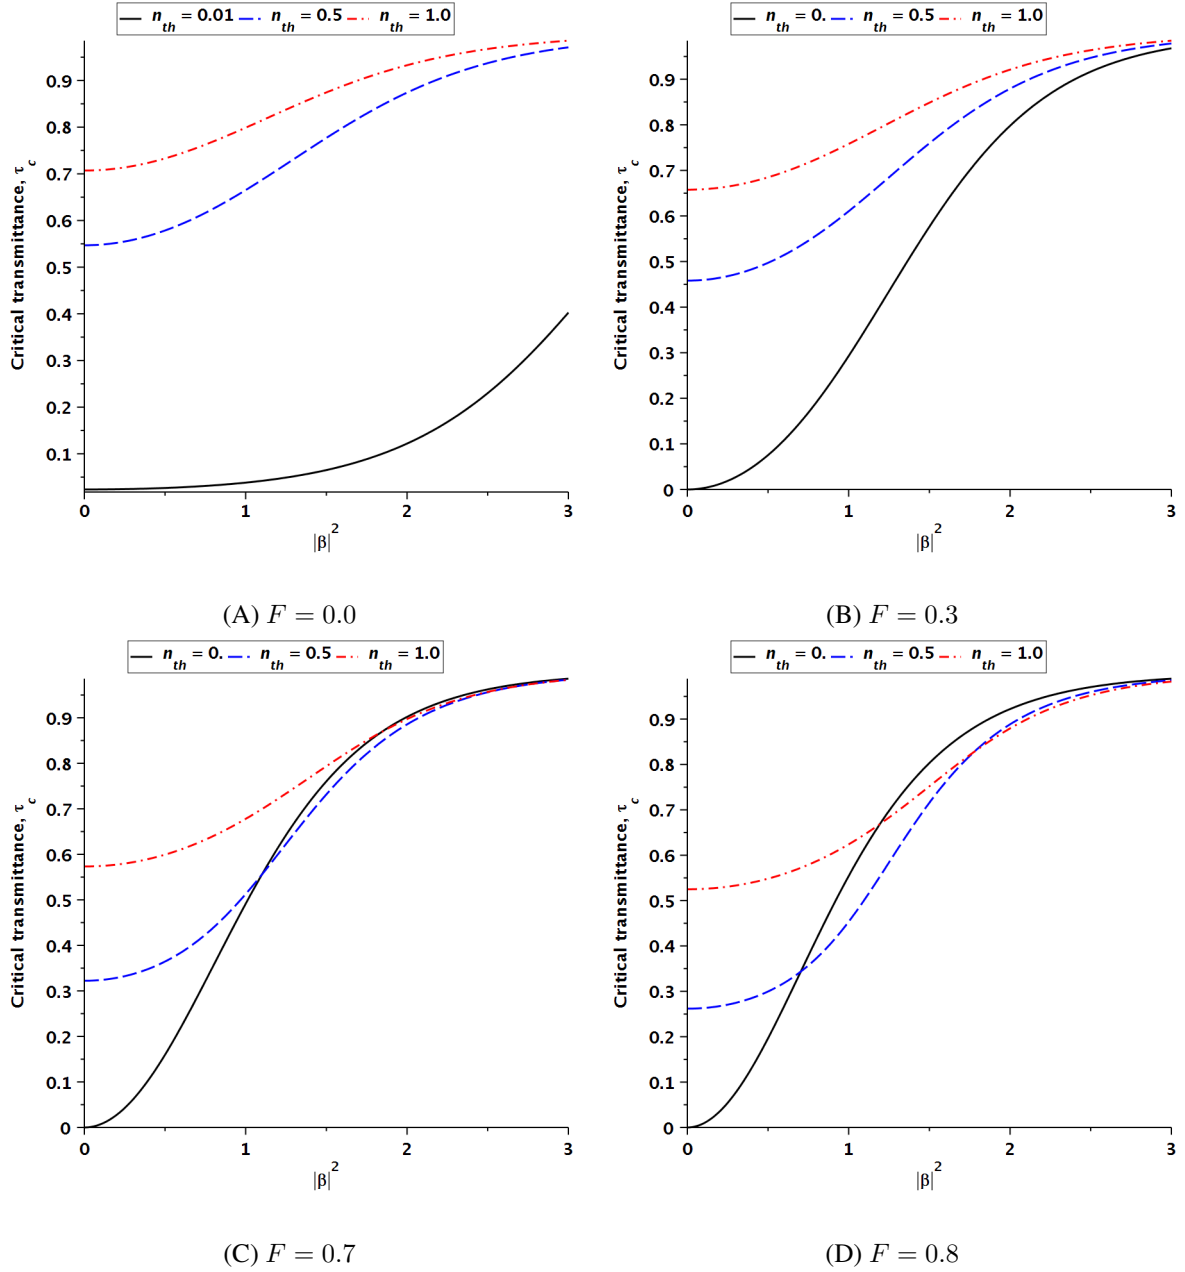 n_th = 0.01 n_th = 0.5 n_th = 1.0
0.9
0.8
0.7
0.6
0.5
0.4
0.3
0.2
0.1
Critical transmittance, τ_c
0 1 2 3
|β|²
(A) F = 0.0
n_th = 0. n_th = 0.5 n_th = 1.0
0.9
0.8
0.7
0.6
0.5
0.4
0.3
0.2
0.1
0
Critical transmittance, τ_c
0 1 2 3
|β|²
(B) F = 0.3
n_th = 0. n_th = 0.5 n_th = 1.0
0.9
0.8
0.7
0.6
0.5
0.4
0.3
0.2
0.1
0
Critical transmittance, τ_c
0 1 2 3
|β|²
(C) F = 0.7
n_th = 0. n_th = 0.5 n_th = 1.0
0.9
0.8
0.7
0.6
0.5
0.4
0.3
0.2
0.1
0
Critical transmittance, τ_c
0 1 2 3
|β|²
(D) F = 0.8